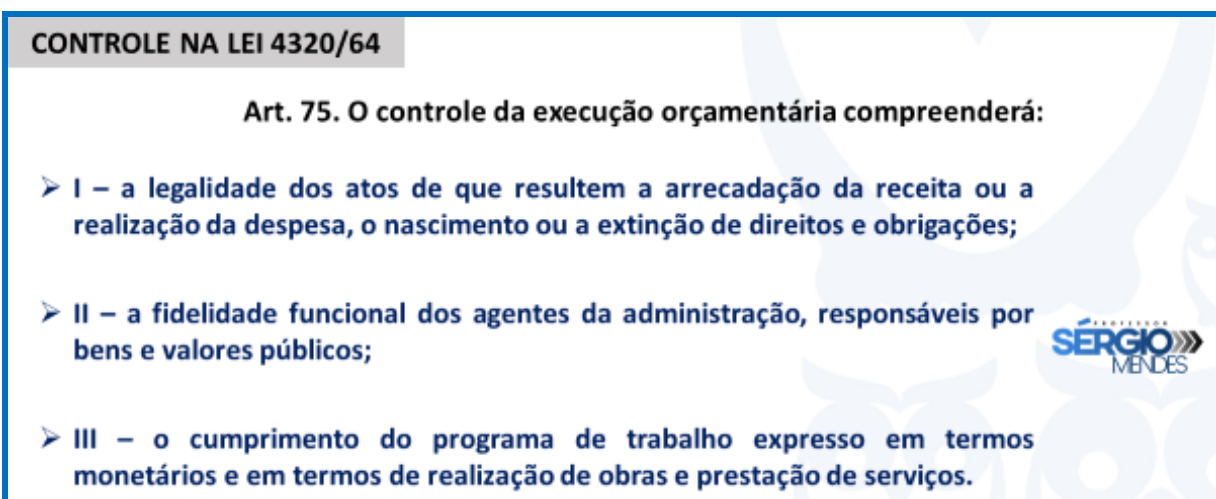 CONTROLE NA LEI 4320/64
Art. 75. O controle da execução orçamentária compreenderá:
➢ I – a legalidade dos atos de que resultem a arrecadação da receita ou a
realização da despesa, o nascimento ou a extinção de direitos e obrigações;
➢ II – a fidelidade funcional dos agentes da administração, responsáveis por
bens e valores públicos;
PROFESSOR
SÉRGIO
MENDES
➢ III – o cumprimento do programa de trabalho expresso em termos
monetários e em termos de realização de obras e prestação de serviços.